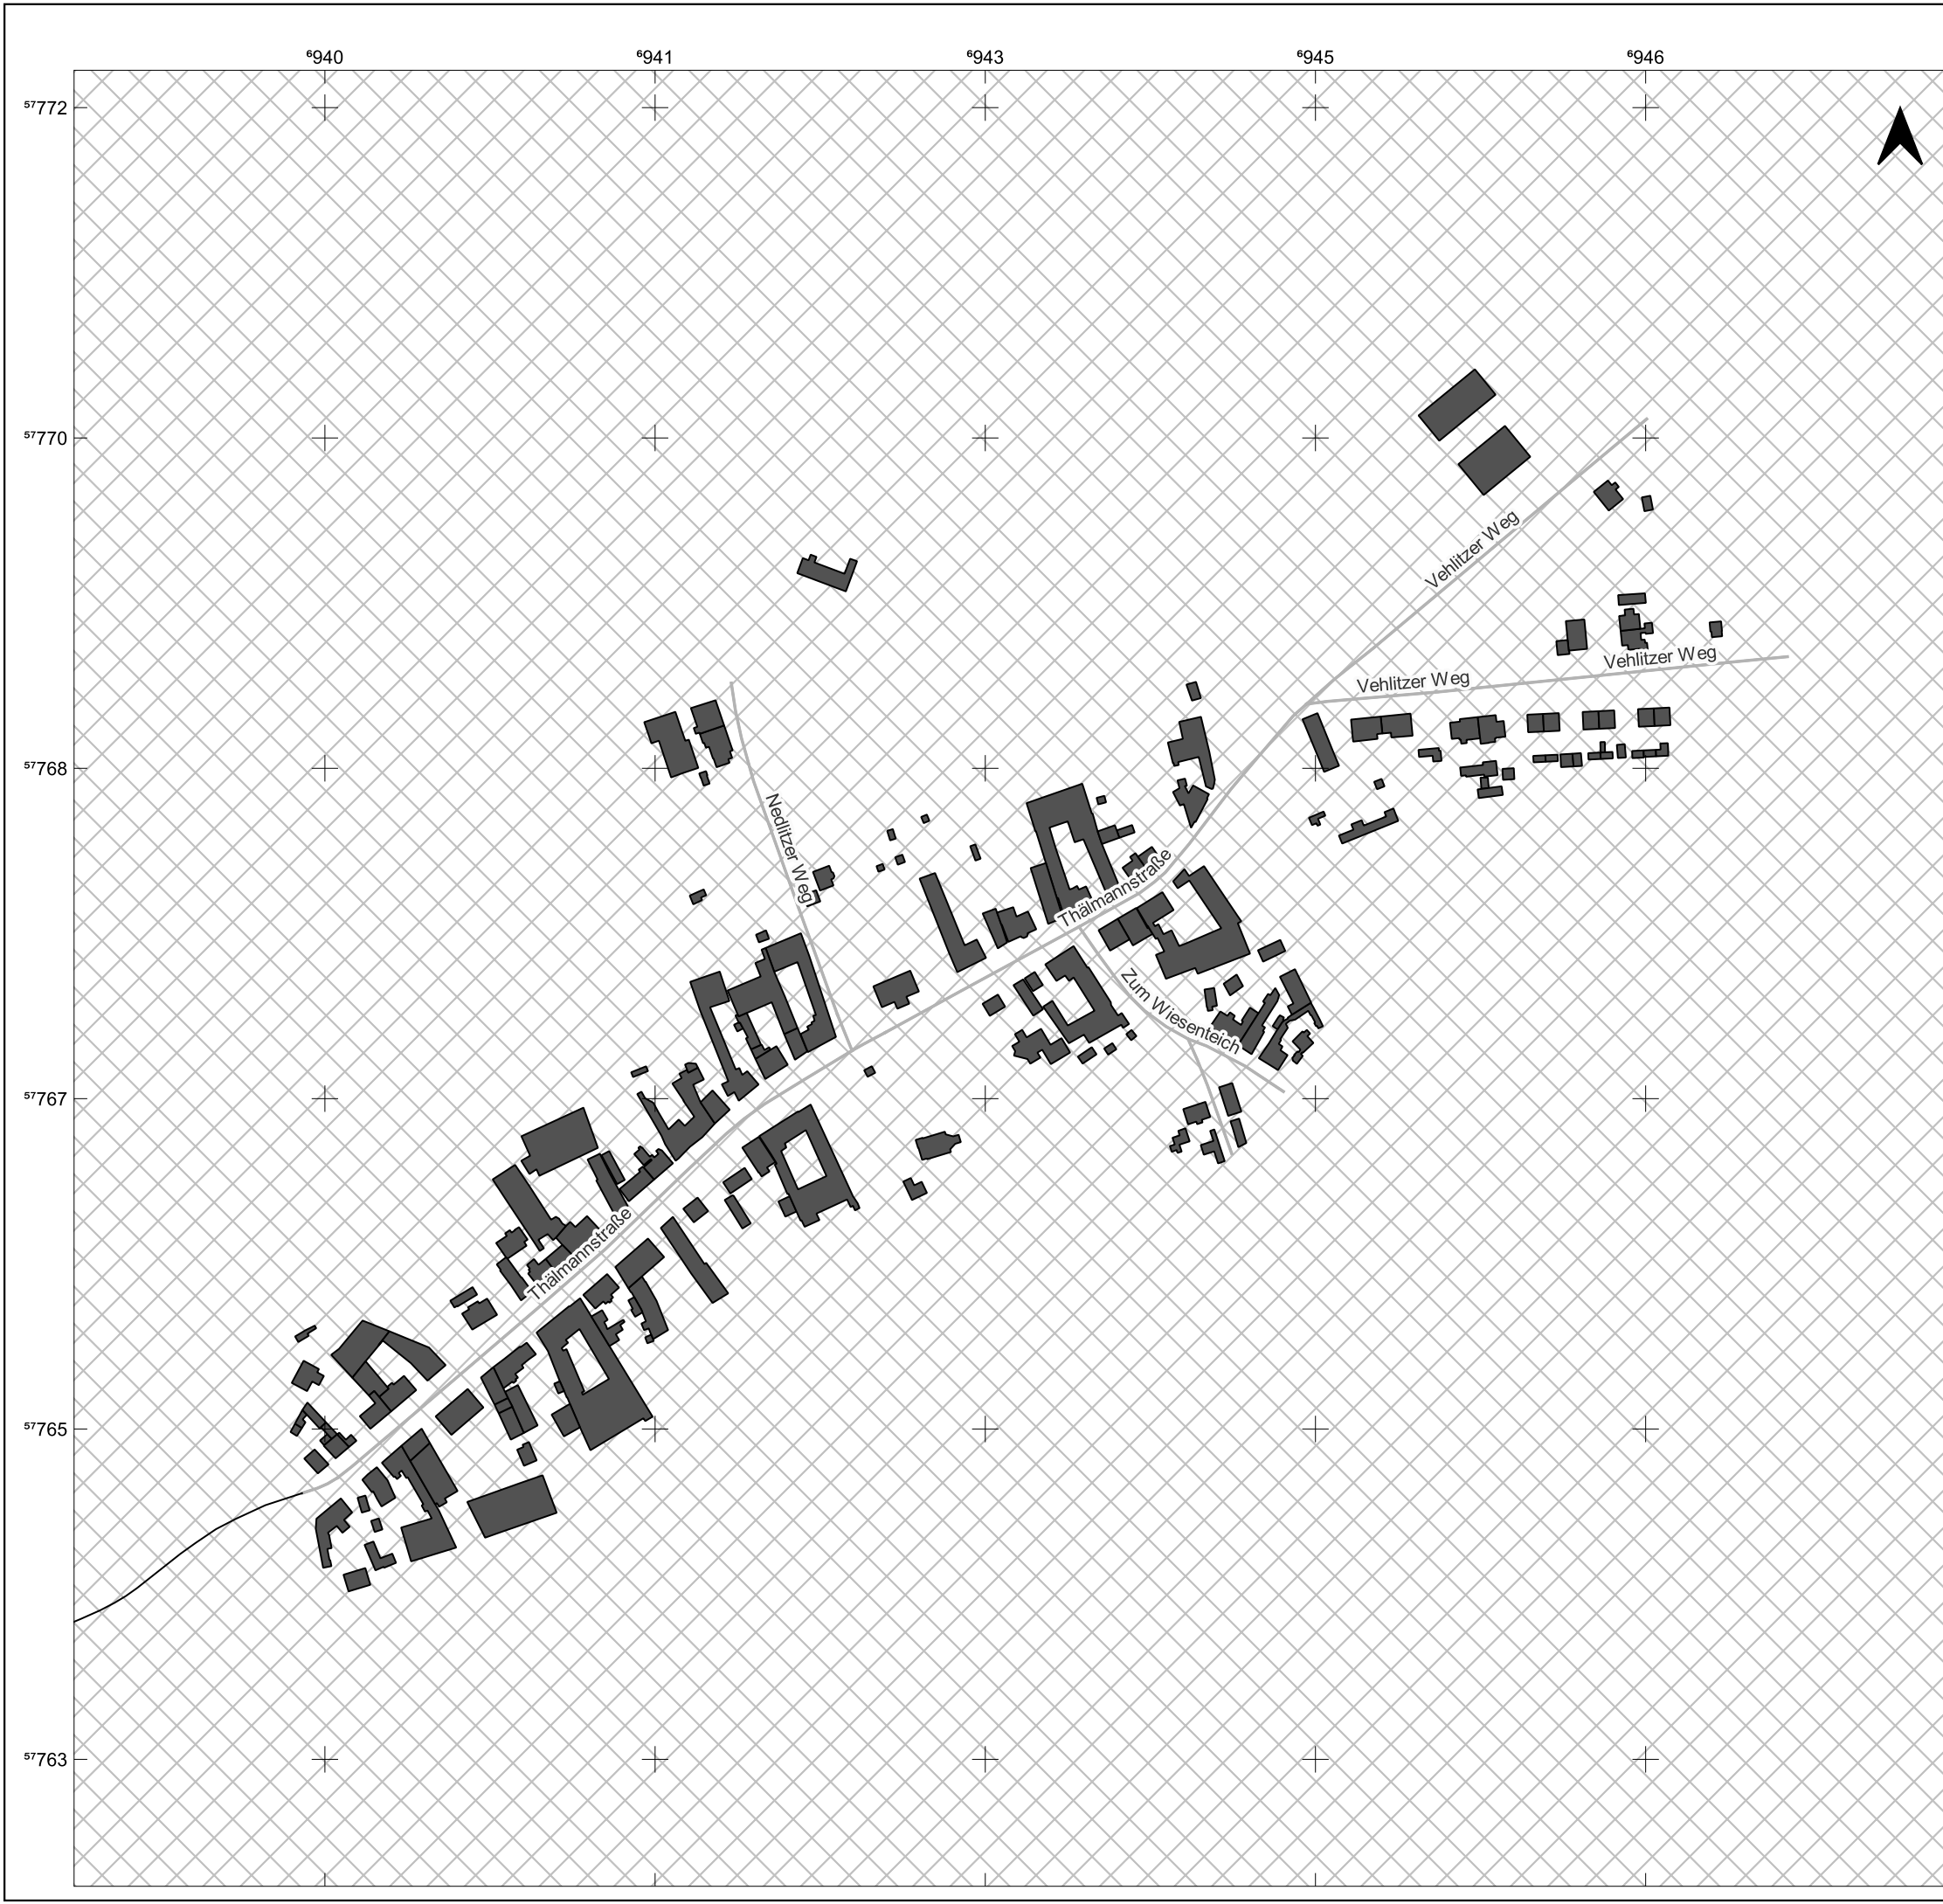 ⁶940 ⁶941 ⁶943 ⁶945 ⁶946
⁵⁷772
⁵⁷770
Vehlitzer Weg
Vehlitzer Weg
Vehlitzer Weg
⁵⁷768
Nedlitzer Weg
Thälmannstraße
Zum Wiesenteich
⁵⁷767
Thälmannstraße
⁵⁷765
⁵⁷763